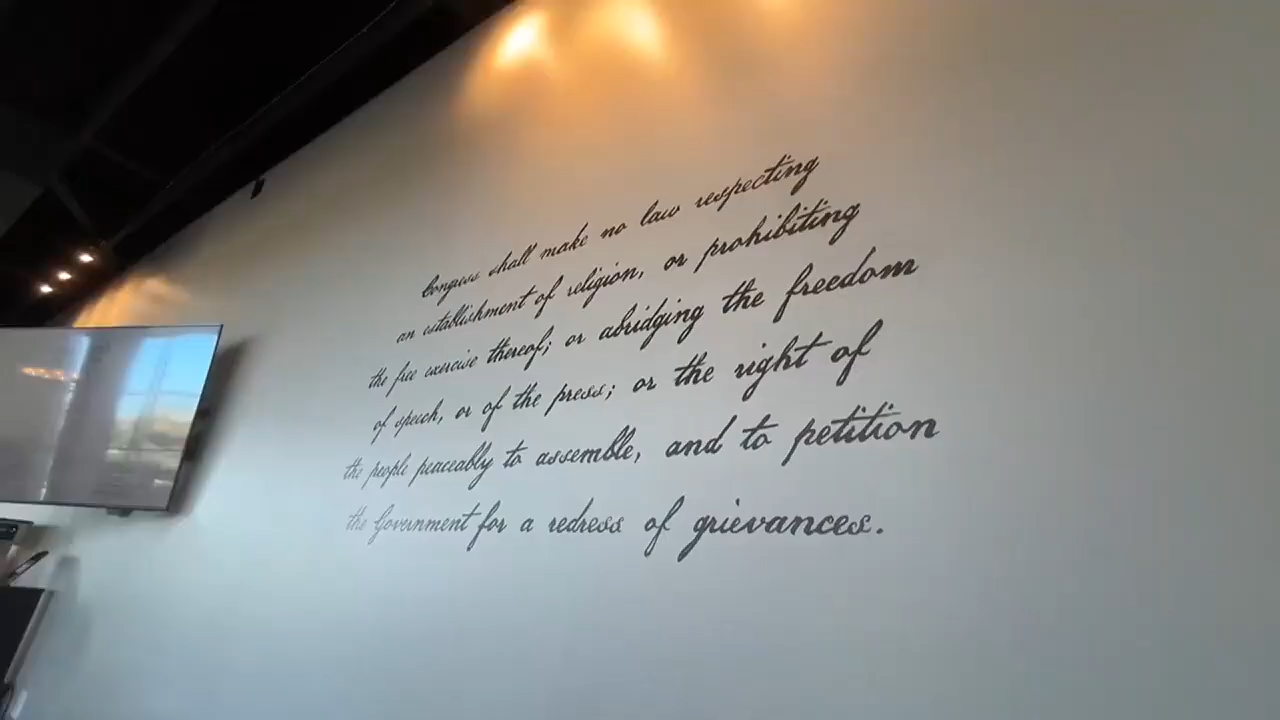 Congress shall make no law respecting
an establishment of religion, or prohibiting
the free exercise thereof; or abridging the freedom
of speech, or of the press; or the right of
the people peaceably to assemble, and to petition
the Government for a redress of grievances.